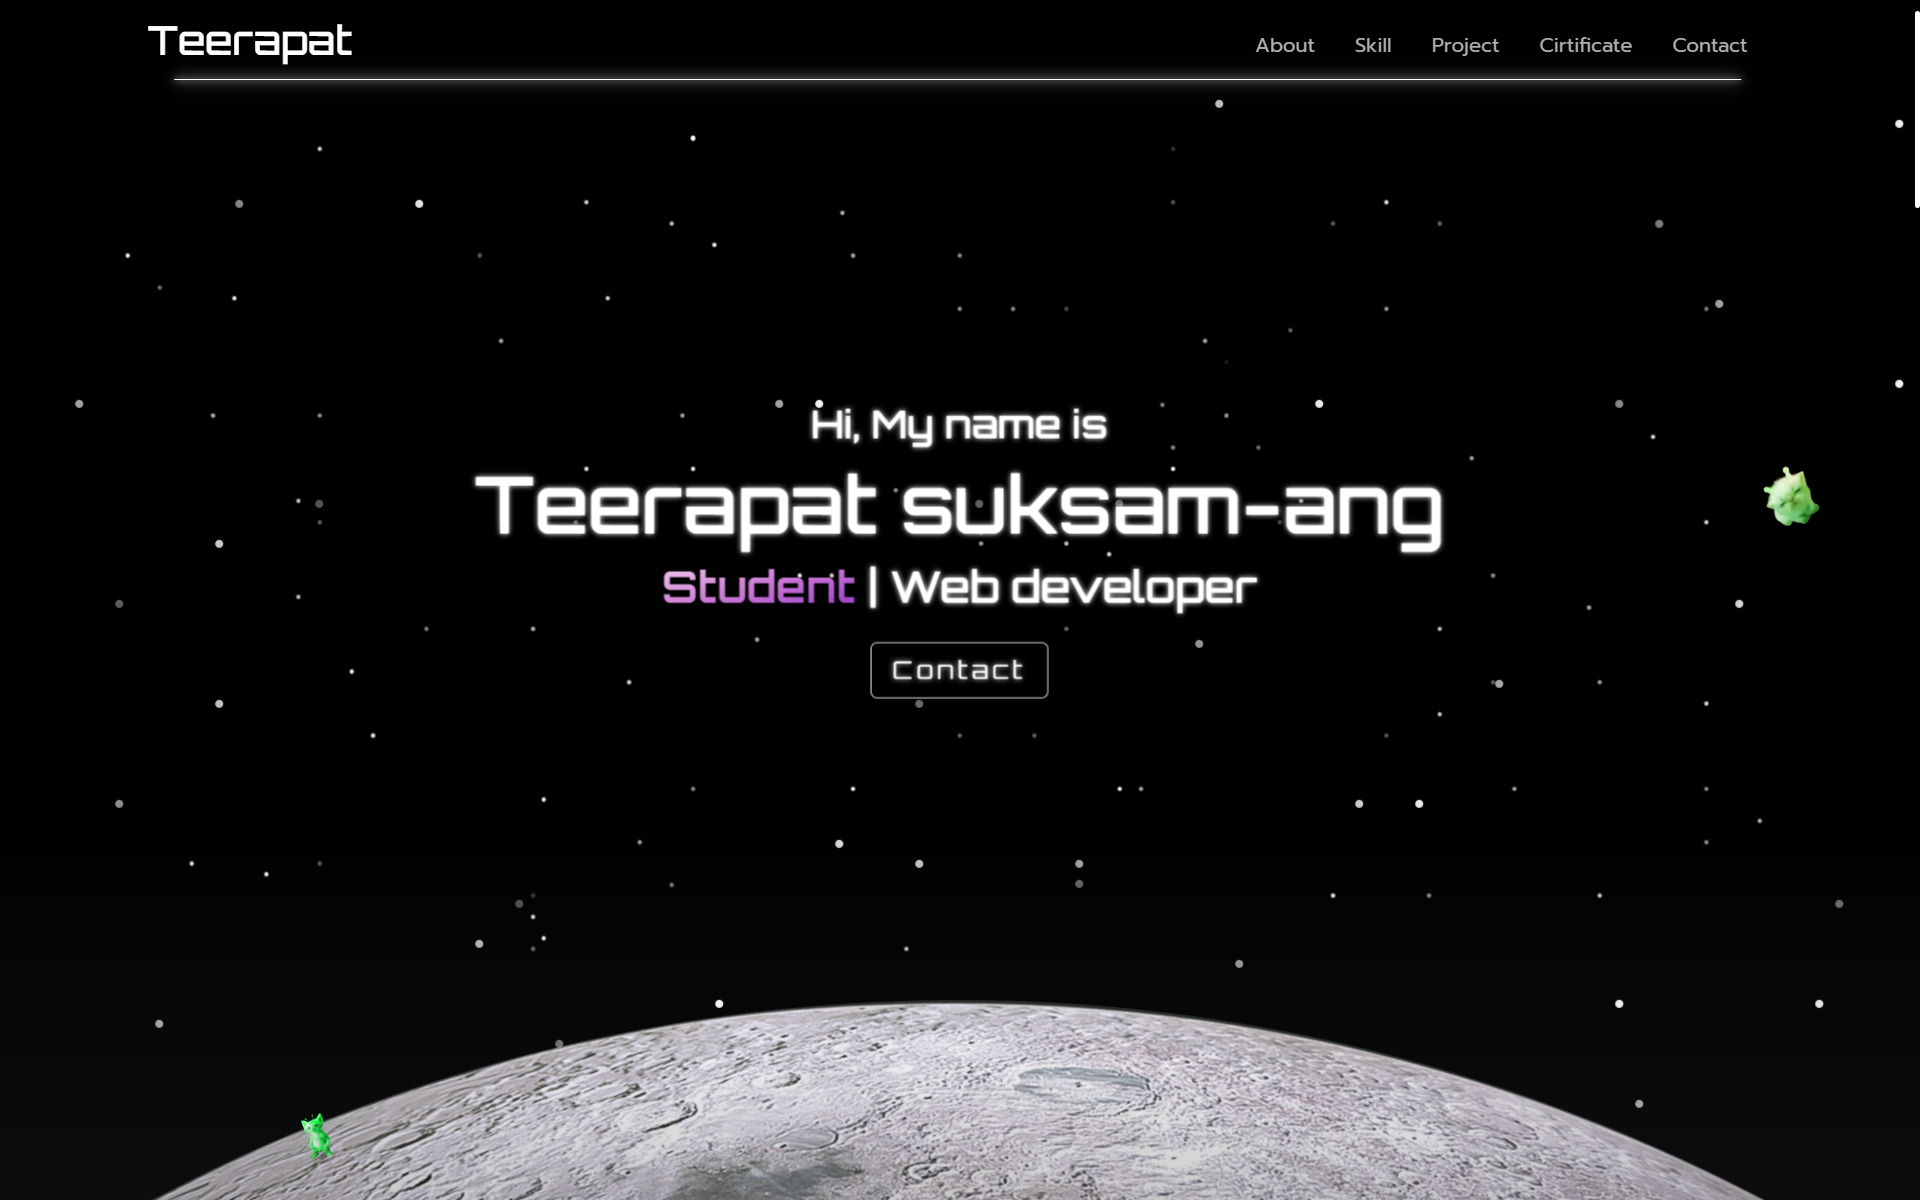 Teerapat
About Skill Project Cirtificate Contact
Hi, My name is
Teerapat suksam-ang
Student | Web developer
Contact